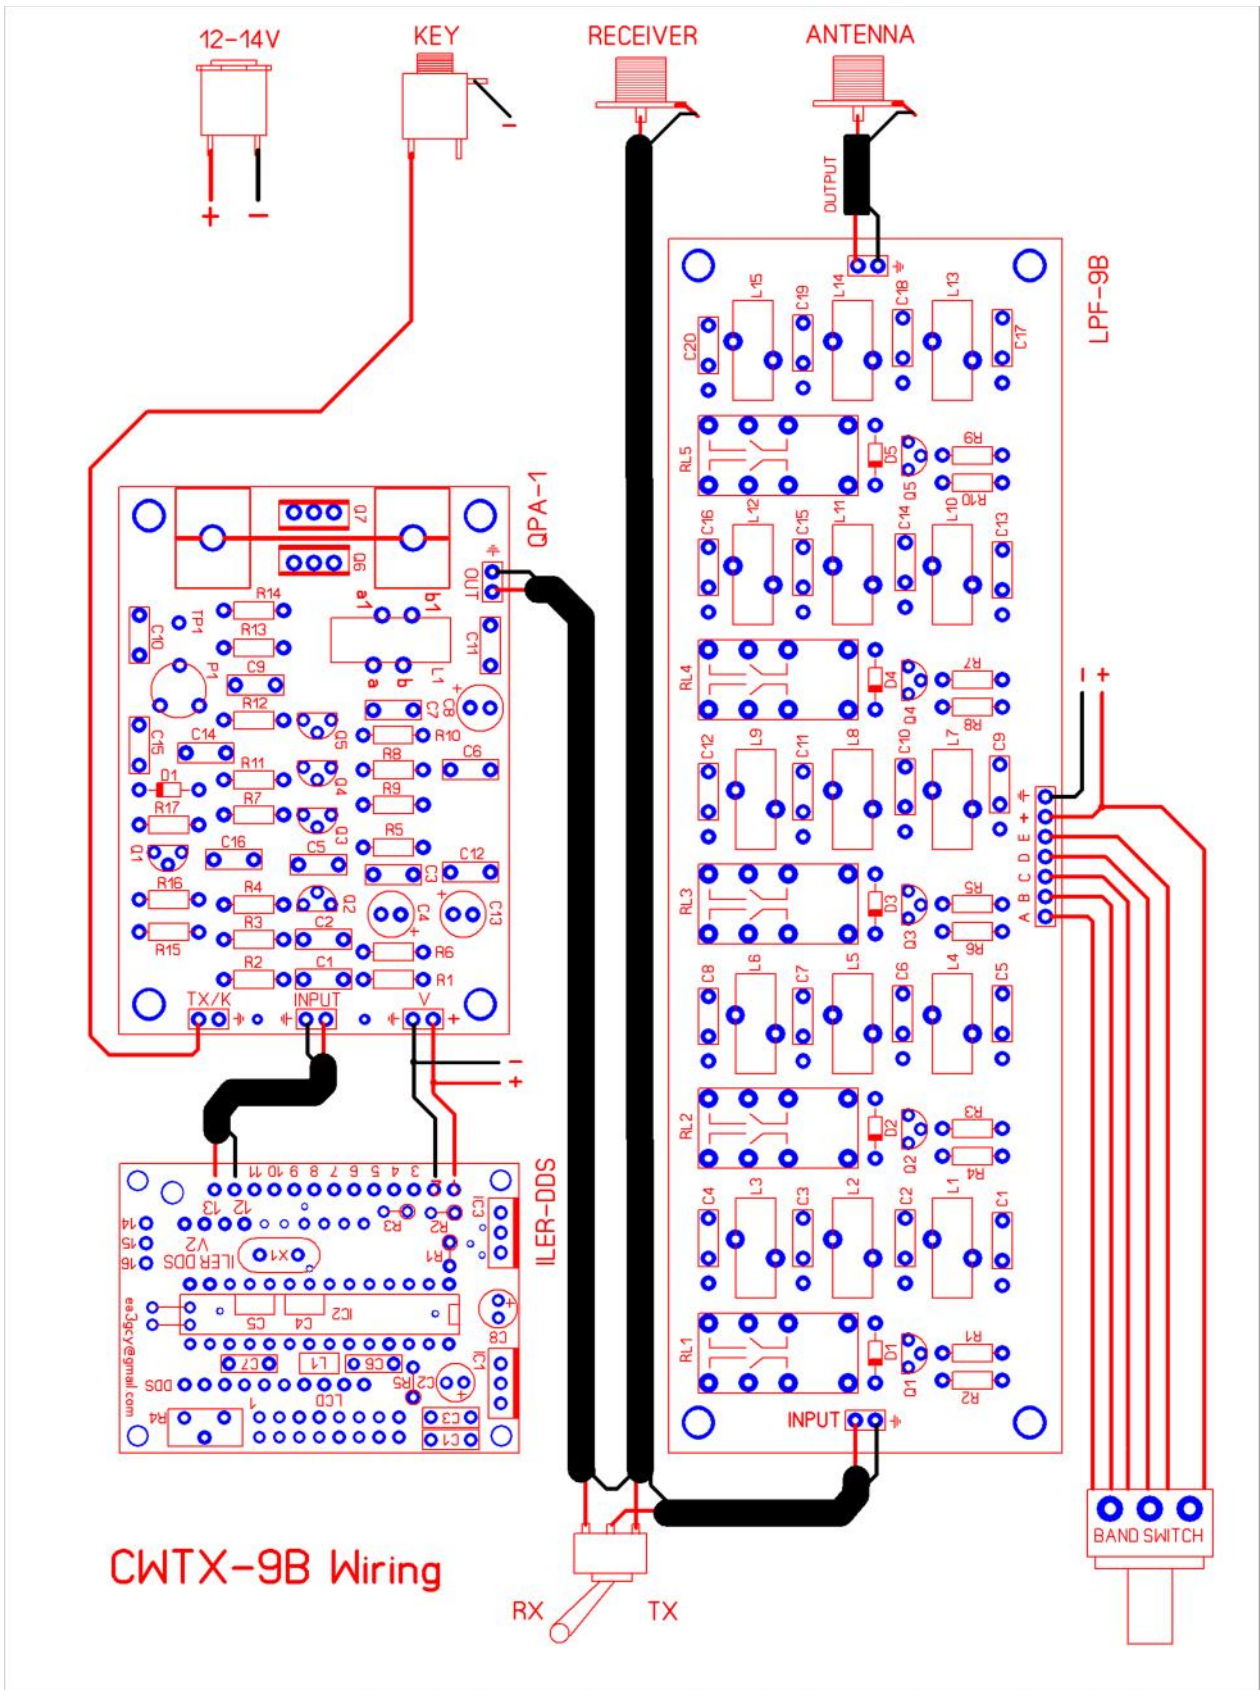 12-14V
KEY
RECEIVER
ANTENNA
-
+
-
OUTPUT
LPF-9B
L15
C19
L14
C18
L13
C20
C17
RL5
D5
Q5
R9
R10
C16
L12
C15
L11
C14
L10
C13
RL4
D4
Q4
R7
R8
C12
L9
C11
L8
C10
L7
C9
RL3
D3
Q3
R5
R6
-
+
+
E
D
C
B
A
C8
L6
C7
L5
C6
L4
C5
RL2
D2
Q2
R3
R4
C4
L3
C3
L2
C2
L1
C1
RL1
D1
Q1
R1
R2
INPUT
BAND SWITCH
QPA-1
Q7
Q6
OUT
a1
b1
R14
TP1
C10
R13
C11
P1
C9
a
b
L1
+
R12
C7
C8
C15
C14
Q5
R10
R8
C6
D1
R11
Q4
R9
R17
R7
Q3
R5
Q1
C16
C5
C3
C12
R16
R4
Q2
C4
+
+
C13
R15
R3
C2
R6
R2
C1
R1
TX/K
INPUT
V
+
-
+
ILER-DDS
13
12
11
10
9
8
7
6
5
4
3
14
15
16
V2
ILER DDS
X1
R3
R2
R1
IC3
ea3gcy@gmail com
C5
C4
IC2
+
C8
C7
L1
C6
R5
C2
+
IC1
DDS
1
LCD
R4
C3
C1
CWTX-9B Wiring
RX
TX